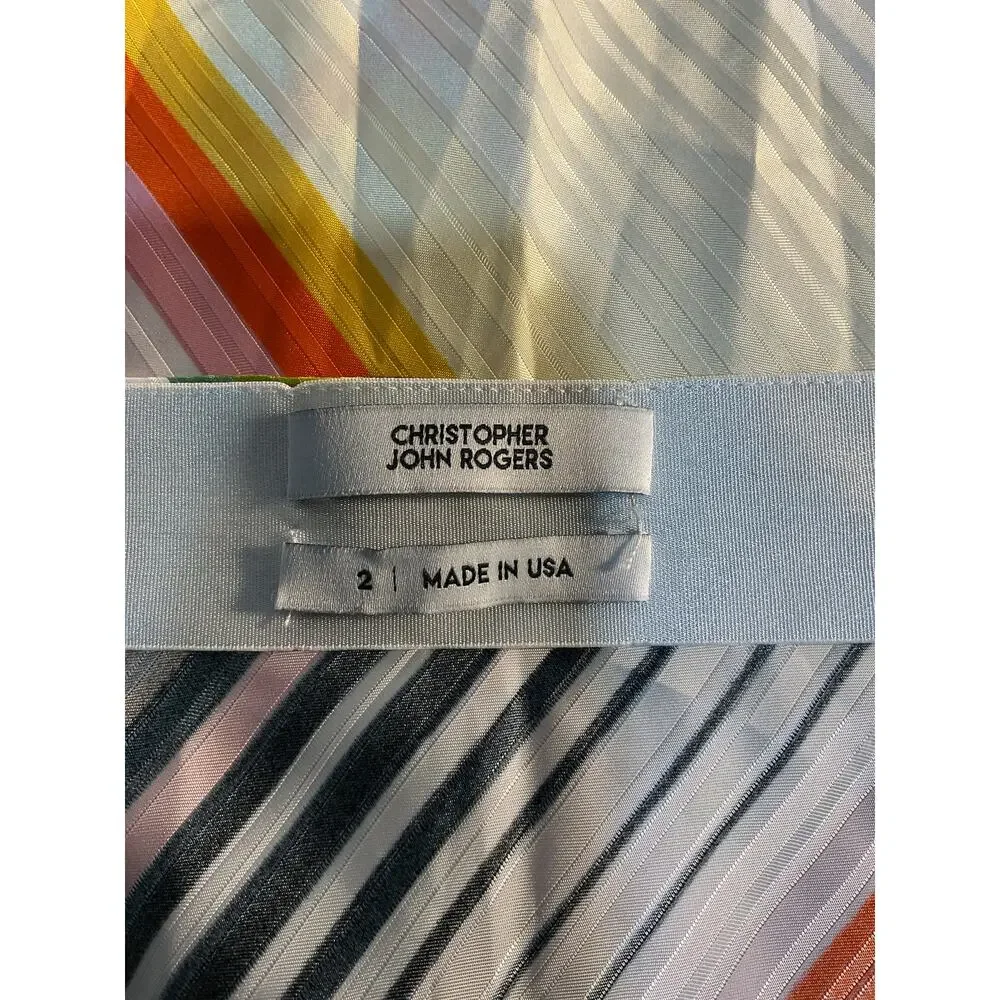 CHRISTOPHER
JOHN ROGERS
2 | MADE IN USA